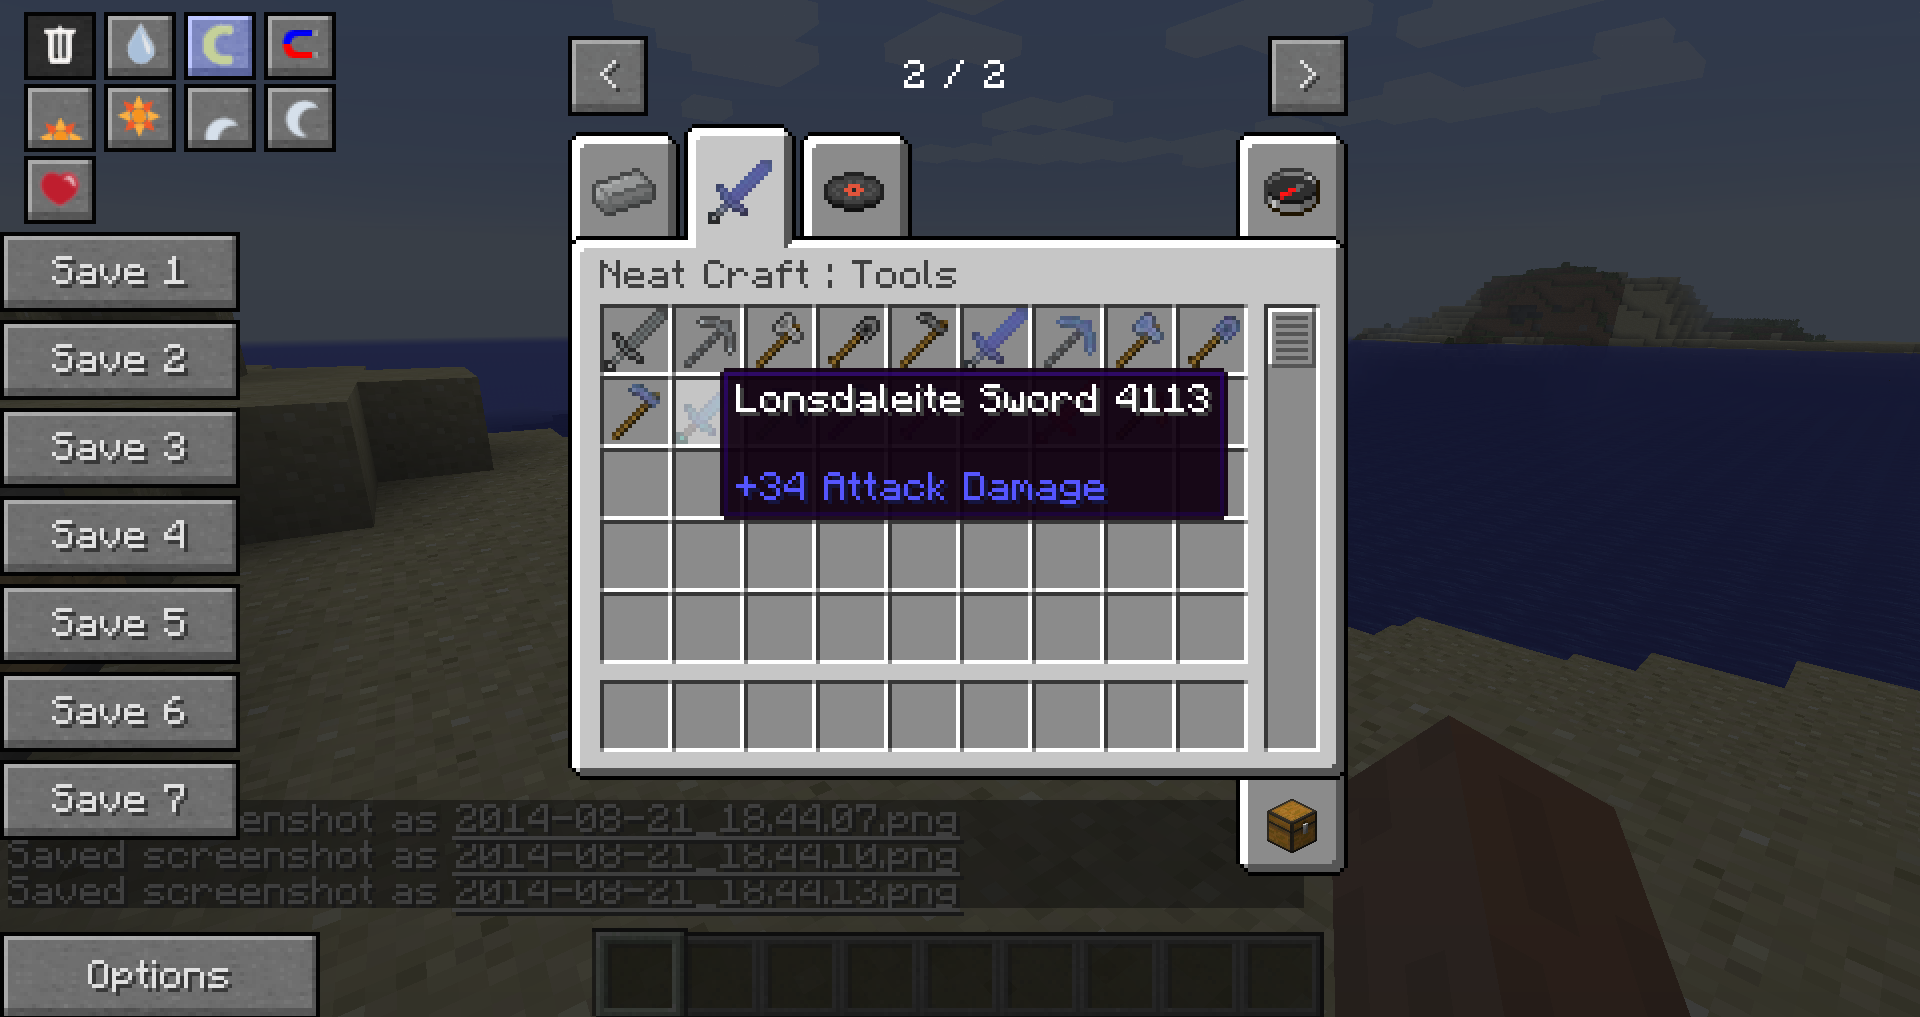 2 / 2
Neat Craft : Tools
Lonsdaleite Sword 4113
+34 Attack Damage
Save 1
Save 2
Save 3
Save 4
Save 5
Save 6
Save 7
enshot as 2014-08-21_18.44.07.png
Saved screenshot as 2014-08-21_18.44.10.png
Saved screenshot as 2014-08-21_18.44.13.png
Options